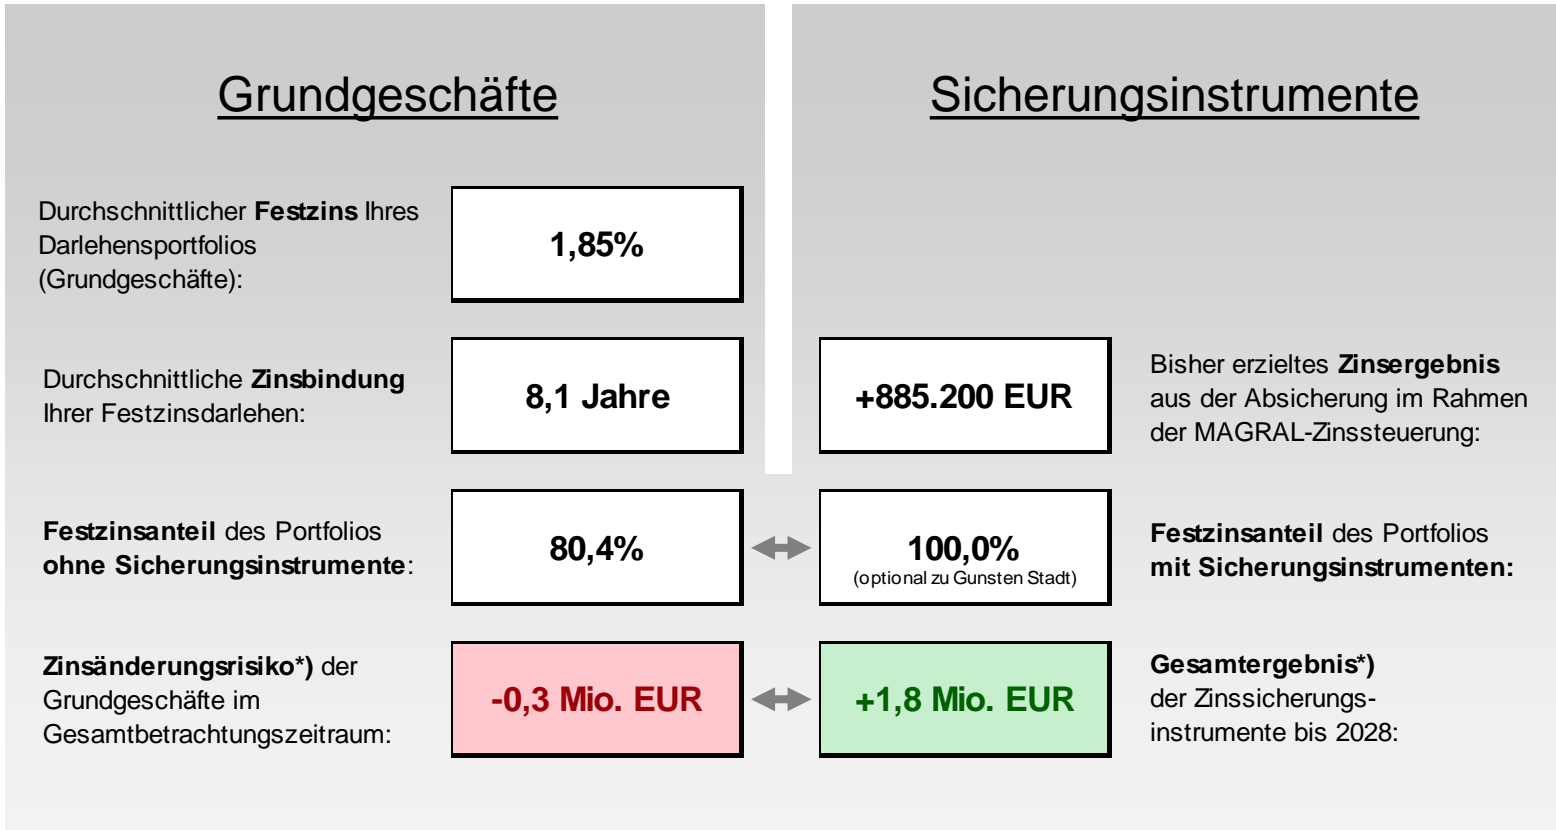 Grundgeschäfte
Sicherungsinstrumente
Durchschnittlicher Festzins Ihres
Darlehensportfolios
(Grundgeschäfte):
1,85%
Durchschnittliche Zinsbindung
Ihrer Festzinsdarlehen:
8,1 Jahre
+885.200 EUR
Bisher erzieltes Zinsergebnis
aus der Absicherung im Rahmen
der MAGRAL-Zinssteuerung:
Festzinsanteil des Portfolios
ohne Sicherungsinstrumente:
80,4%
100,0%
(optional zu Gunsten Stadt)
Festzinsanteil des Portfolios
mit Sicherungsinstrumenten:
Zinsänderungsrisiko*) der
Grundgeschäfte im
Gesamtbetrachtungszeitraum:
-0,3 Mio. EUR
+1,8 Mio. EUR
Gesamtergebnis*)
der Zinssicherungs-
instrumente bis 2028: